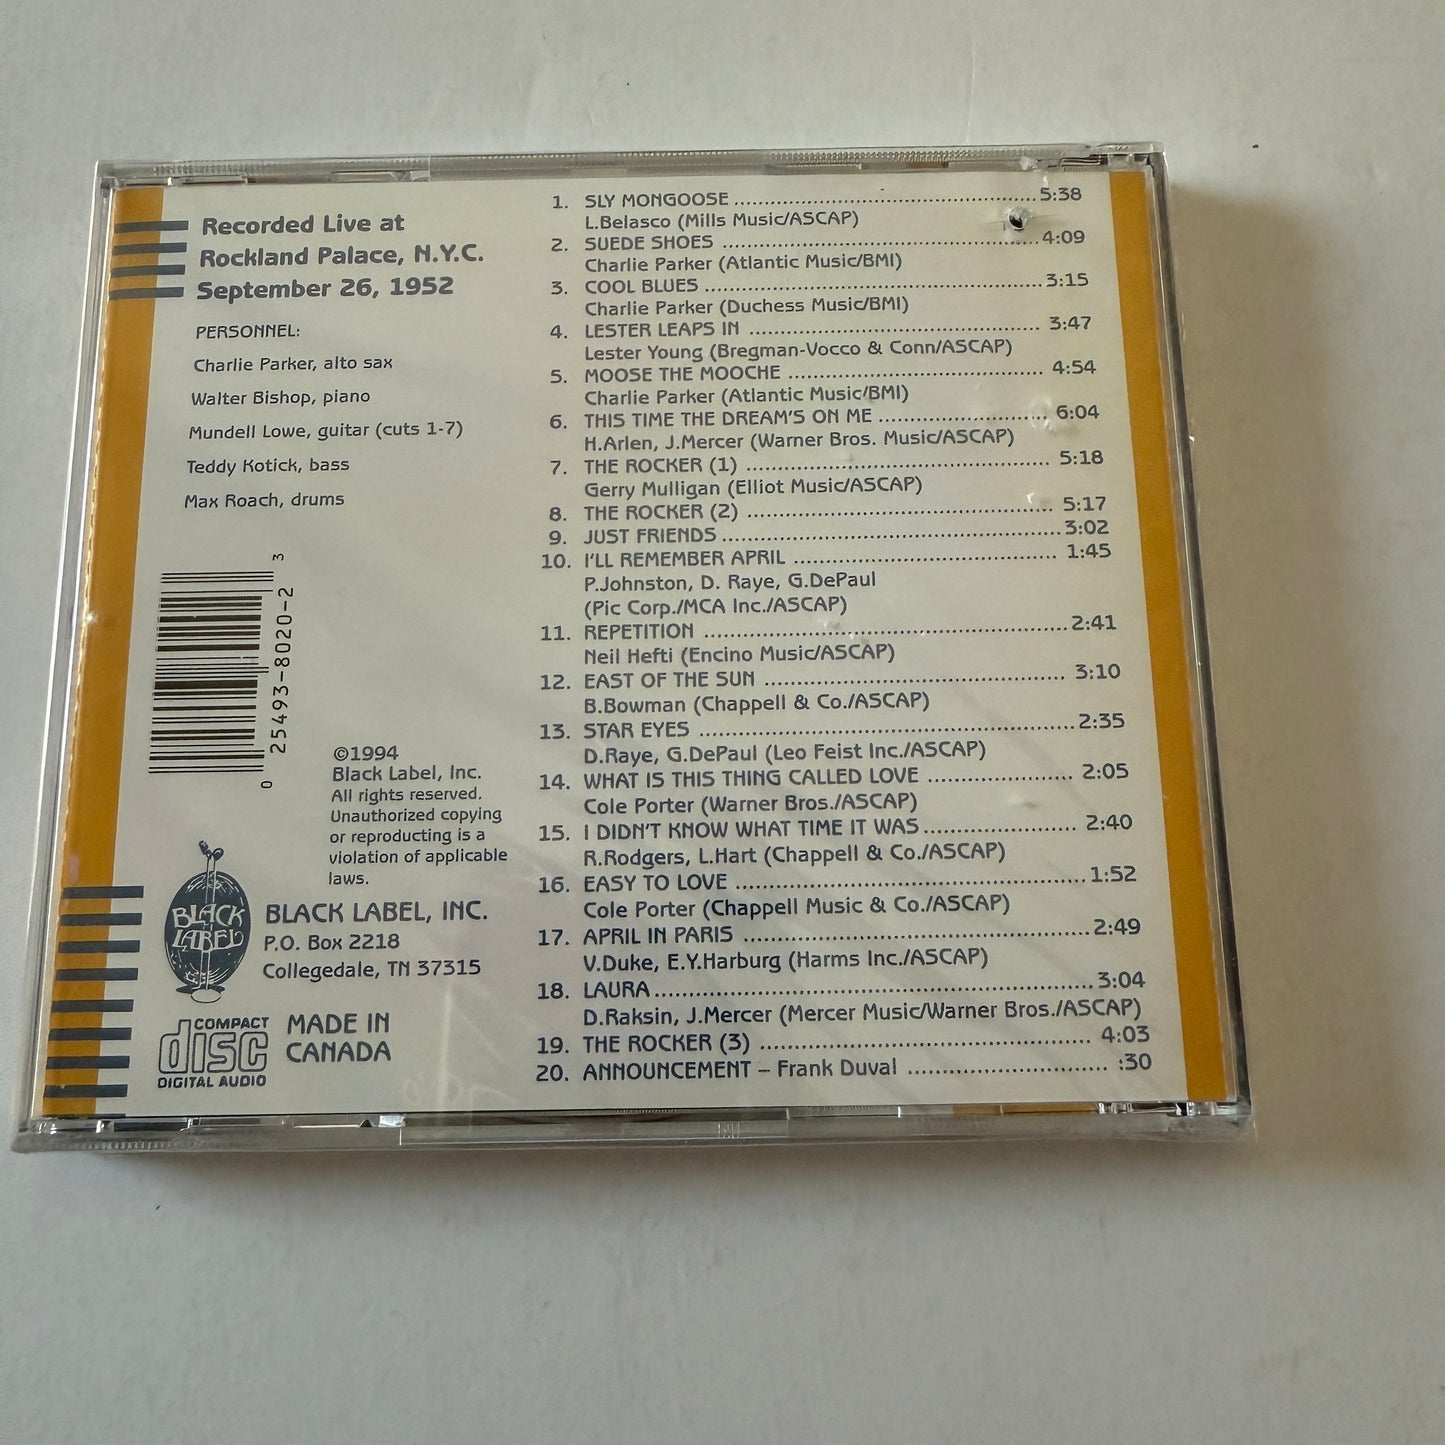 Recorded Live at
Rockland Palace, N.Y.C.
September 26, 1952
PERSONNEL:
Charlie Parker, alto sax
Walter Bishop, piano
Mundell Lowe, guitar (cuts 1-7)
Teddy Kotick, bass
Max Roach, drums
0 25493-8020-2 3
©1994
Black Label, Inc.
All rights reserved.
Unauthorized copying
or reproducting is a
violation of applicable
laws.
BLACK
LABEL
BLACK LABEL, INC.
P.O. Box 2218
Collegedale, TN 37315
COMPACT
disc
DIGITAL AUDIO
MADE IN
CANADA
1. SLY MONGOOSE ........ 5:38
L.Belasco (Mills Music/ASCAP)
2. SUEDE SHOES ........ 4:09
Charlie Parker (Atlantic Music/BMI)
3. COOL BLUES ........ 3:15
Charlie Parker (Duchess Music/BMI)
4. LESTER LEAPS IN ........ 3:47
Lester Young (Bregman-Vocco & Conn/ASCAP)
5. MOOSE THE MOOCHE ........ 4:54
Charlie Parker (Atlantic Music/BMI)
6. THIS TIME THE DREAM'S ON ME ........ 6:04
H.Arlen, J.Mercer (Warner Bros. Music/ASCAP)
7. THE ROCKER (1) ........ 5:18
Gerry Mulligan (Elliot Music/ASCAP)
8. THE ROCKER (2) ........ 5:17
9. JUST FRIENDS ........ 3:02
10. I'LL REMEMBER APRIL ........ 1:45
P.Johnston, D. Raye, G.DePaul
(Pic Corp./MCA Inc./ASCAP)
11. REPETITION ........ 2:41
Neil Hefti (Encino Music/ASCAP)
12. EAST OF THE SUN ........ 3:10
B.Bowman (Chappell & Co./ASCAP)
13. STAR EYES ........ 2:35
D.Raye, G.DePaul (Leo Feist Inc./ASCAP)
14. WHAT IS THIS THING CALLED LOVE ........ 2:05
Cole Porter (Warner Bros./ASCAP)
15. I DIDN'T KNOW WHAT TIME IT WAS ........ 2:40
R.Rodgers, L.Hart (Chappell & Co./ASCAP)
16. EASY TO LOVE ........ 1:52
Cole Porter (Chappell Music & Co./ASCAP)
17. APRIL IN PARIS ........ 2:49
V.Duke, E.Y.Harburg (Harms Inc./ASCAP)
18. LAURA ........ 3:04
D.Raksin, J.Mercer (Mercer Music/Warner Bros./ASCAP)
19. THE ROCKER (3) ........ 4:03
20. ANNOUNCEMENT – Frank Duval ........ :30